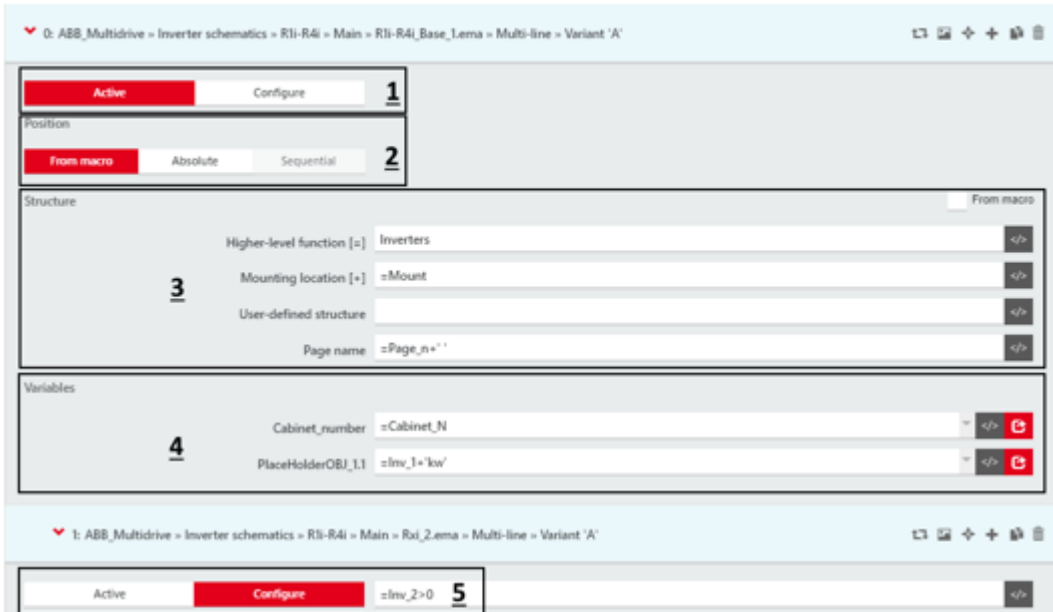 0: ABB_Multidrive » Inverter schematics » R1i-R4i » Main » R1i-R4i_Base_1.ema » Multi-line » Variant 'A'
Active Configure 1
Position
From macro Absolute Sequential 2
Structure From macro
Higher-level function [=] Inverters </>
Mounting location [+] =Mount </>
3
User-defined structure </>
Page name =Page_n+' ' </>
Variables
Cabinet_number =Cabinet_N </>
4
PlaceHolderOBJ_1.1 =Inv_1+'kw' </>
1: ABB_Multidrive » Inverter schematics » R1i-R4i » Main » Rxi_2.ema » Multi-line » Variant 'A'
Active Configure =Inv_2>0 5 </>